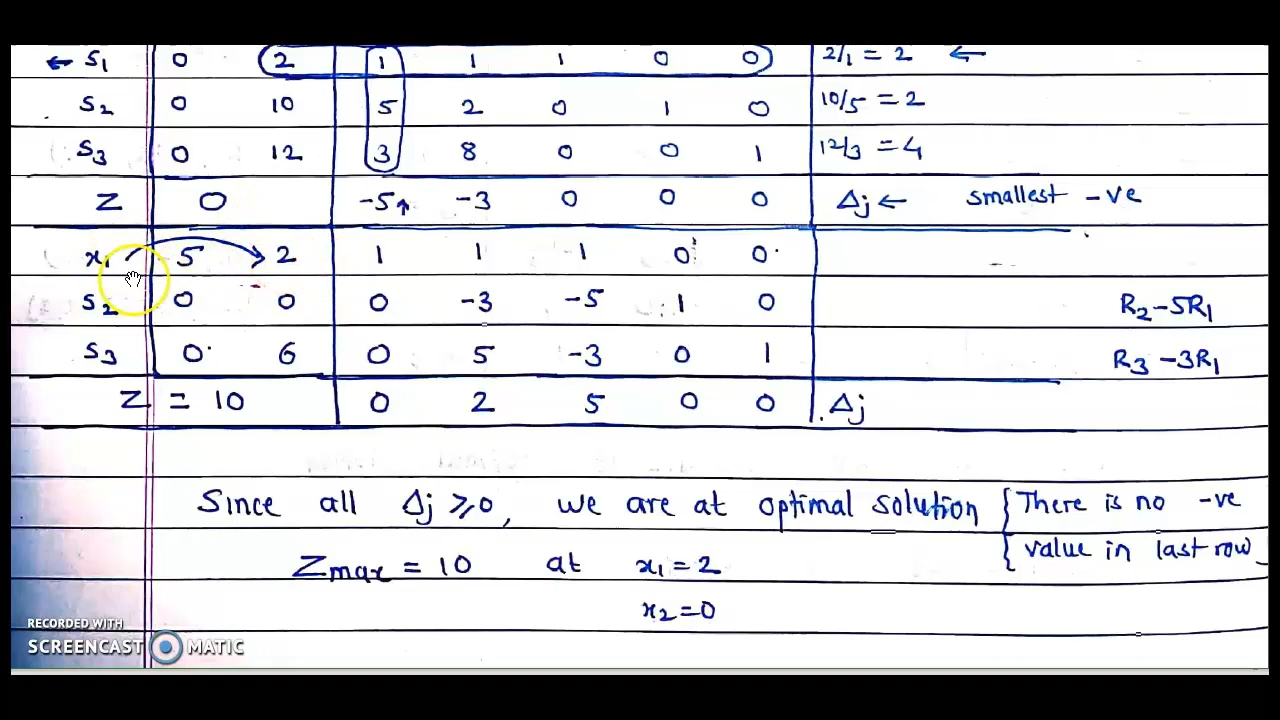 ← S1 0 2 1 1 1 0 0 2/1 = 2 ←
S2 0 10 5 2 0 1 0 10/5 = 2
S3 0 12 3 8 0 0 1 12/3 = 4
Z 0 -5↑ -3 0 0 0 Δj ← smallest -ve
x1 5 2 1 1 1 0 0
S2 0 0 0 -3 -5 1 0 R2-5R1
S3 0 6 0 5 -3 0 1 R3-3R1
Z = 10 0 2 5 0 0 Δj
Since all Δj ≥ 0, we are at optimal solution { There is no -ve
{ value in last row
Zmax = 10 at x1 = 2
x2 = 0
RECORDED WITH
SCREENCAST MATIC